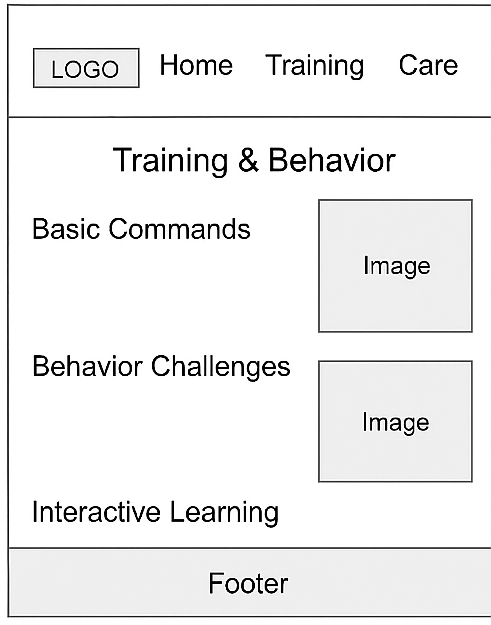 LOGO Home Training Care
Training & Behavior
Basic Commands
Image
Behavior Challenges
Image
Interactive Learning
Footer